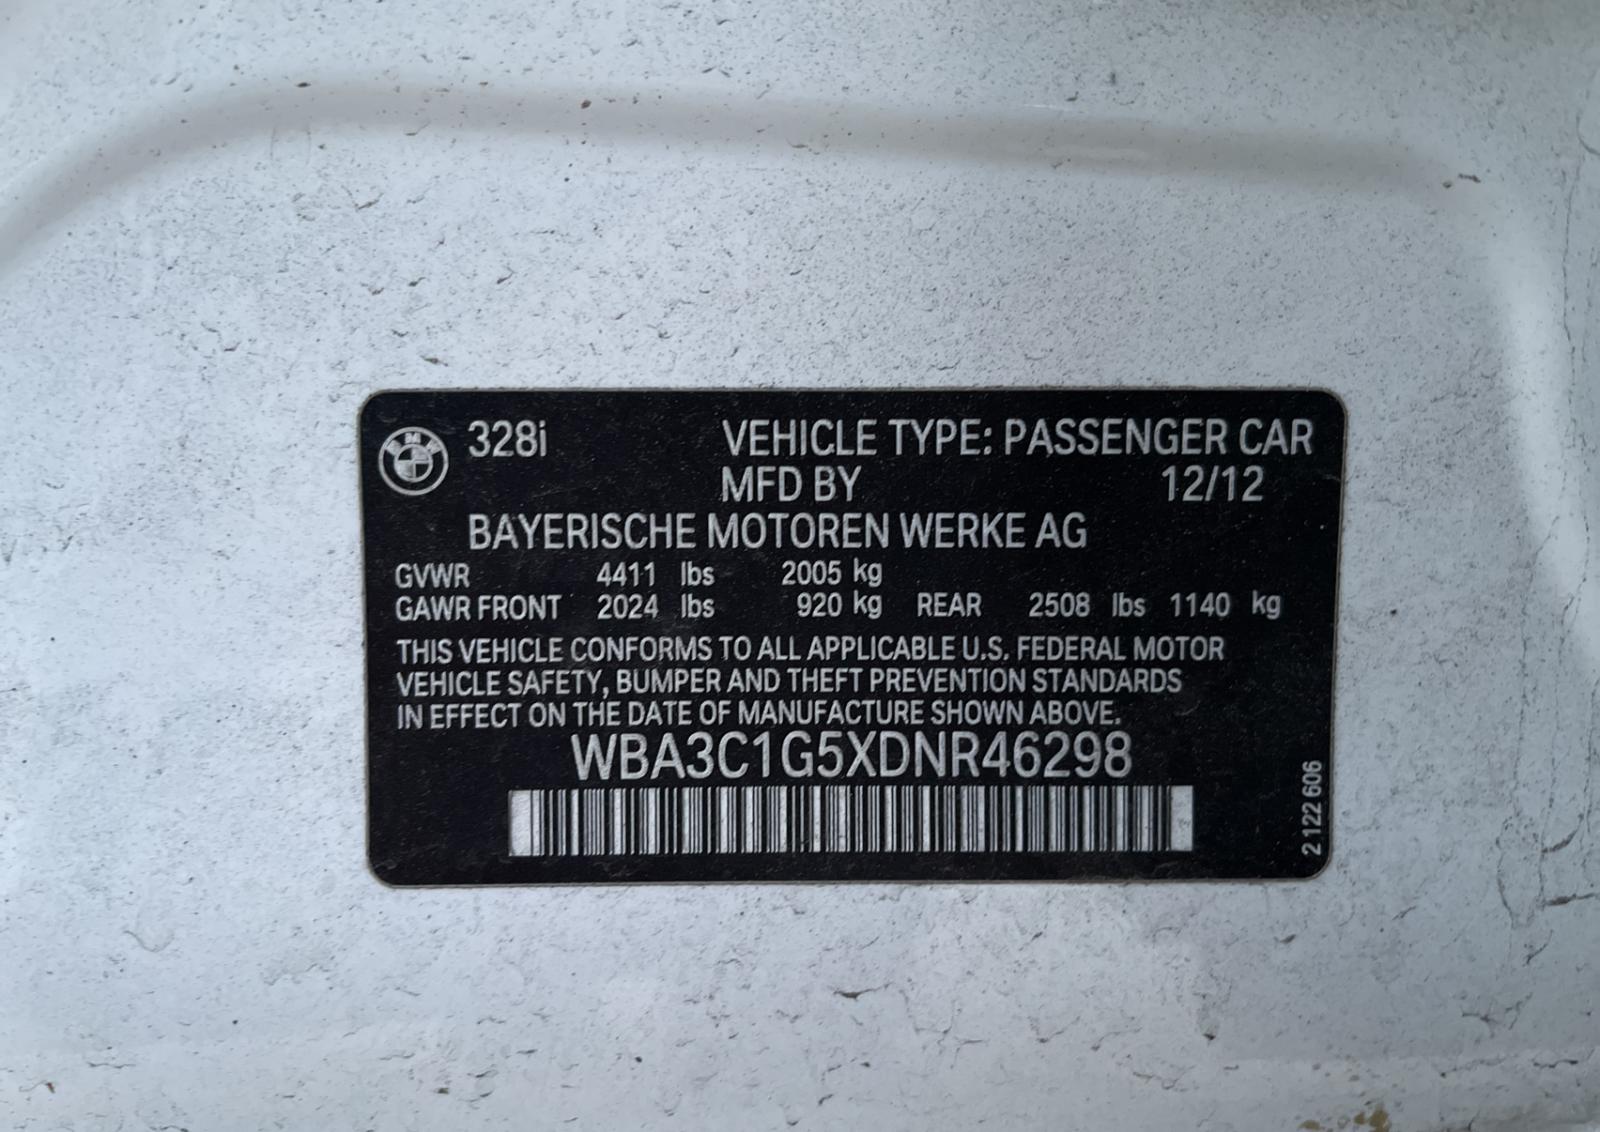 328i VEHICLE TYPE: PASSENGER CAR
MFD BY 12/12
BAYERISCHE MOTOREN WERKE AG
GVWR 4411 lbs 2005 kg
GAWR FRONT 2024 lbs 920 kg REAR 2508 lbs 1140 kg
THIS VEHICLE CONFORMS TO ALL APPLICABLE U.S. FEDERAL MOTOR
VEHICLE SAFETY, BUMPER AND THEFT PREVENTION STANDARDS
IN EFFECT ON THE DATE OF MANUFACTURE SHOWN ABOVE.
WBA3C1G5XDNR46298
2 122 606
BMW